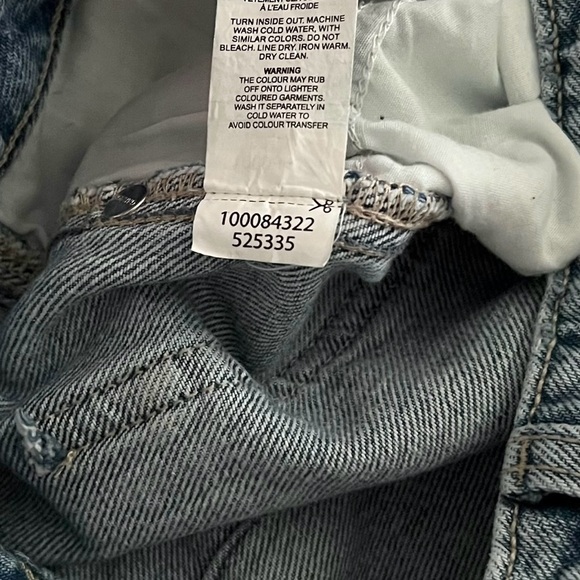 À L'EAU FROIDE
TURN INSIDE OUT. MACHINE
WASH COLD WATER, WITH
SIMILAR COLORS. DO NOT
BLEACH. LINE DRY. IRON WARM.
DRY CLEAN.
WARNING
THE COLOUR MAY RUB
OFF ONTO LIGHTER
COLOURED GARMENTS.
WASH IT SEPARATELY IN
COLD WATER TO
AVOID COLOUR TRANSFER
100084322
525335